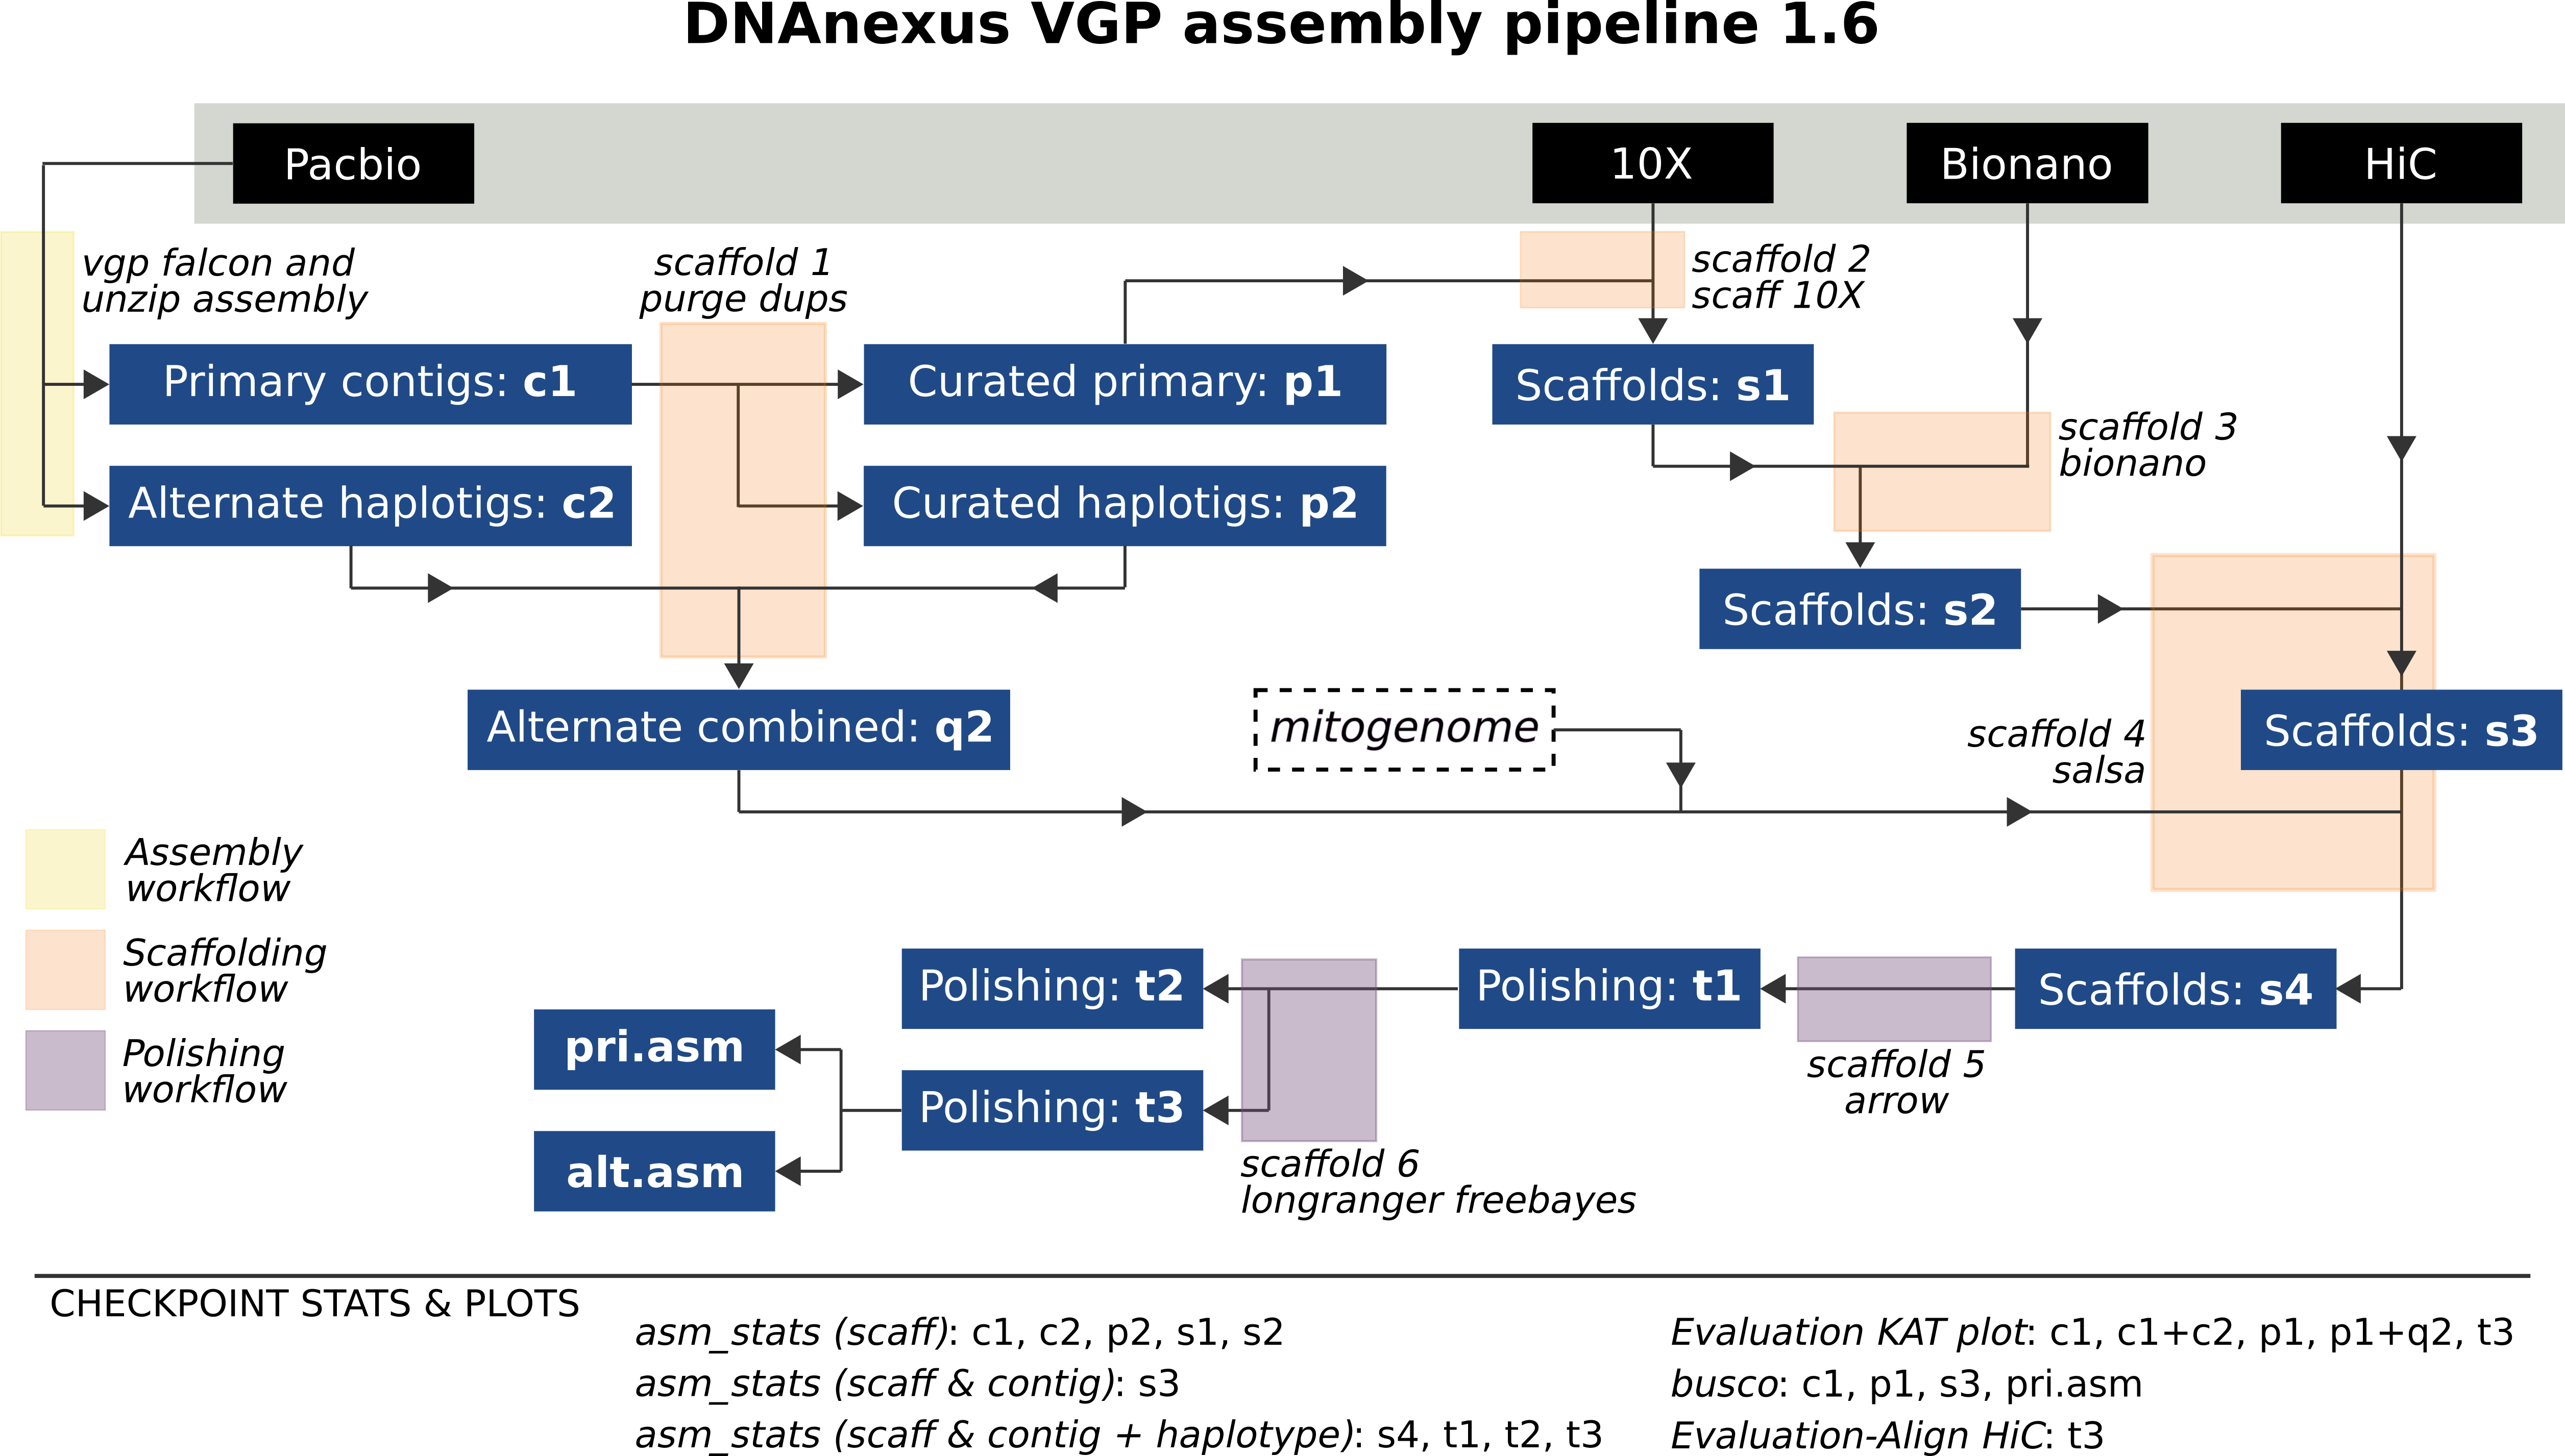 DNAnexus VGP assembly pipeline 1.6
Pacbio
10X
Bionano
HiC
vgp falcon and
unzip assembly
scaffold 1
purge dups
scaffold 2
scaff 10X
Primary contigs: c1
Curated primary: p1
Scaffolds: s1
scaffold 3
bionano
Alternate haplotigs: c2
Curated haplotigs: p2
Scaffolds: s2
Alternate combined: q2
mitogenome
scaffold 4
salsa
Scaffolds: s3
Assembly
workflow
Scaffolding
workflow
Polishing
workflow
Polishing: t2
Polishing: t1
Scaffolds: s4
pri.asm
Polishing: t3
scaffold 5
arrow
alt.asm
scaffold 6
longranger freebayes
CHECKPOINT STATS & PLOTS
asm_stats (scaff): c1, c2, p2, s1, s2
asm_stats (scaff & contig): s3
asm_stats (scaff & contig + haplotype): s4, t1, t2, t3
Evaluation KAT plot: c1, c1+c2, p1, p1+q2, t3
busco: c1, p1, s3, pri.asm
Evaluation-Align HiC: t3